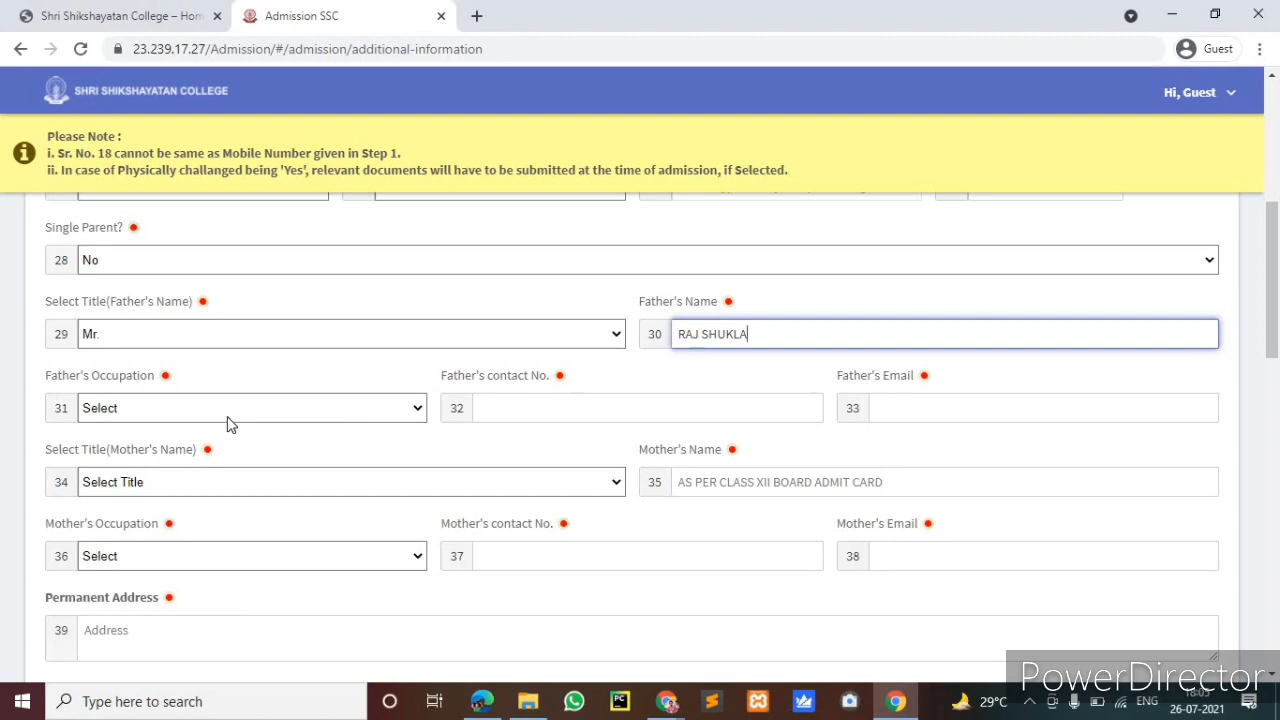 Shri Shikshayatan College – Hom
Admission SSC
23.239.17.27/Admission/#/admission/additional-information
Guest
SHRI SHIKSHAYATAN COLLEGE
Hi, Guest
Please Note :
i. Sr. No. 18 cannot be same as Mobile Number given in Step 1.
ii. In case of Physically challanged being 'Yes', relevant documents will have to be submitted at the time of admission, if Selected.
Single Parent?
28 No
Select Title(Father's Name) Father's Name
29 Mr. 30 RAJ SHUKLA
Father's Occupation Father's contact No. Father's Email
31 Select 32 33
Select Title(Mother's Name) Mother's Name
34 Select Title 35 AS PER CLASS XII BOARD ADMIT CARD
Mother's Occupation Mother's contact No. Mother's Email
36 Select 37 38
Permanent Address
39 Address
PowerDirector
Type here to search
PC
29°C ENG
18:05
26-07-2021